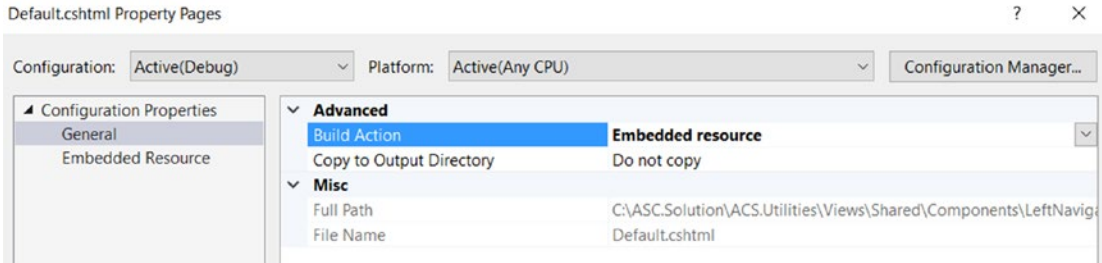 Default.cshtml Property Pages ? ×
Configuration: Active(Debug) Platform: Active(Any CPU) Configuration Manager...
Configuration Properties Advanced
General Build Action Embedded resource
Embedded Resource Copy to Output Directory Do not copy
Misc
Full Path C:\ASC.Solution\ACS.Utilities\Views\Shared\Components\LeftNaviga
File Name Default.cshtml